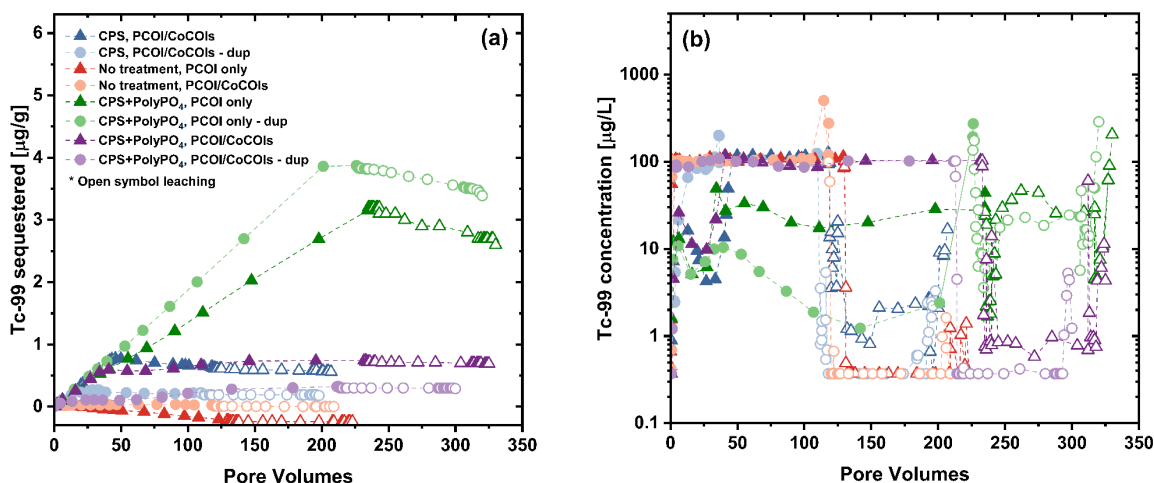 (a)
6
5
4
3
2
1
0
Tc-99 sequestered [µg/g]
CPS, PCOI/CoCOIs
CPS, PCOI/CoCOIs - dup
No treatment, PCOI only
No treatment, PCOI/CoCOIs
CPS+PolyPO₄, PCOI only
CPS+PolyPO₄, PCOI only - dup
CPS+PolyPO₄, PCOI/CoCOIs
CPS+PolyPO₄, PCOI/CoCOIs - dup
* Open symbol leaching
0 50 100 150 200 250 300 350
Pore Volumes
(b)
1000
100
10
1
0.1
Tc-99 concentration [µg/L]
0 50 100 150 200 250 300 350
Pore Volumes